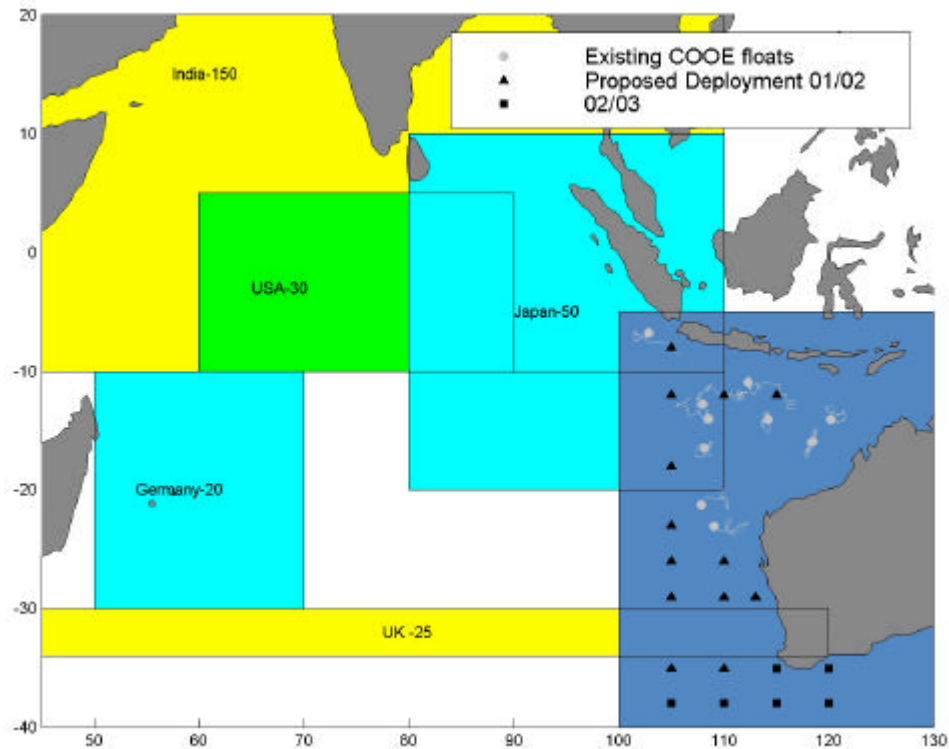 20
10
0
-10
-20
-30
-40
50 60 70 80 90 100 110 120 130
Existing COOE floats
Proposed Deployment 01/02
02/03
India-150
USA-30
Japan-50
Germany-20
UK -25